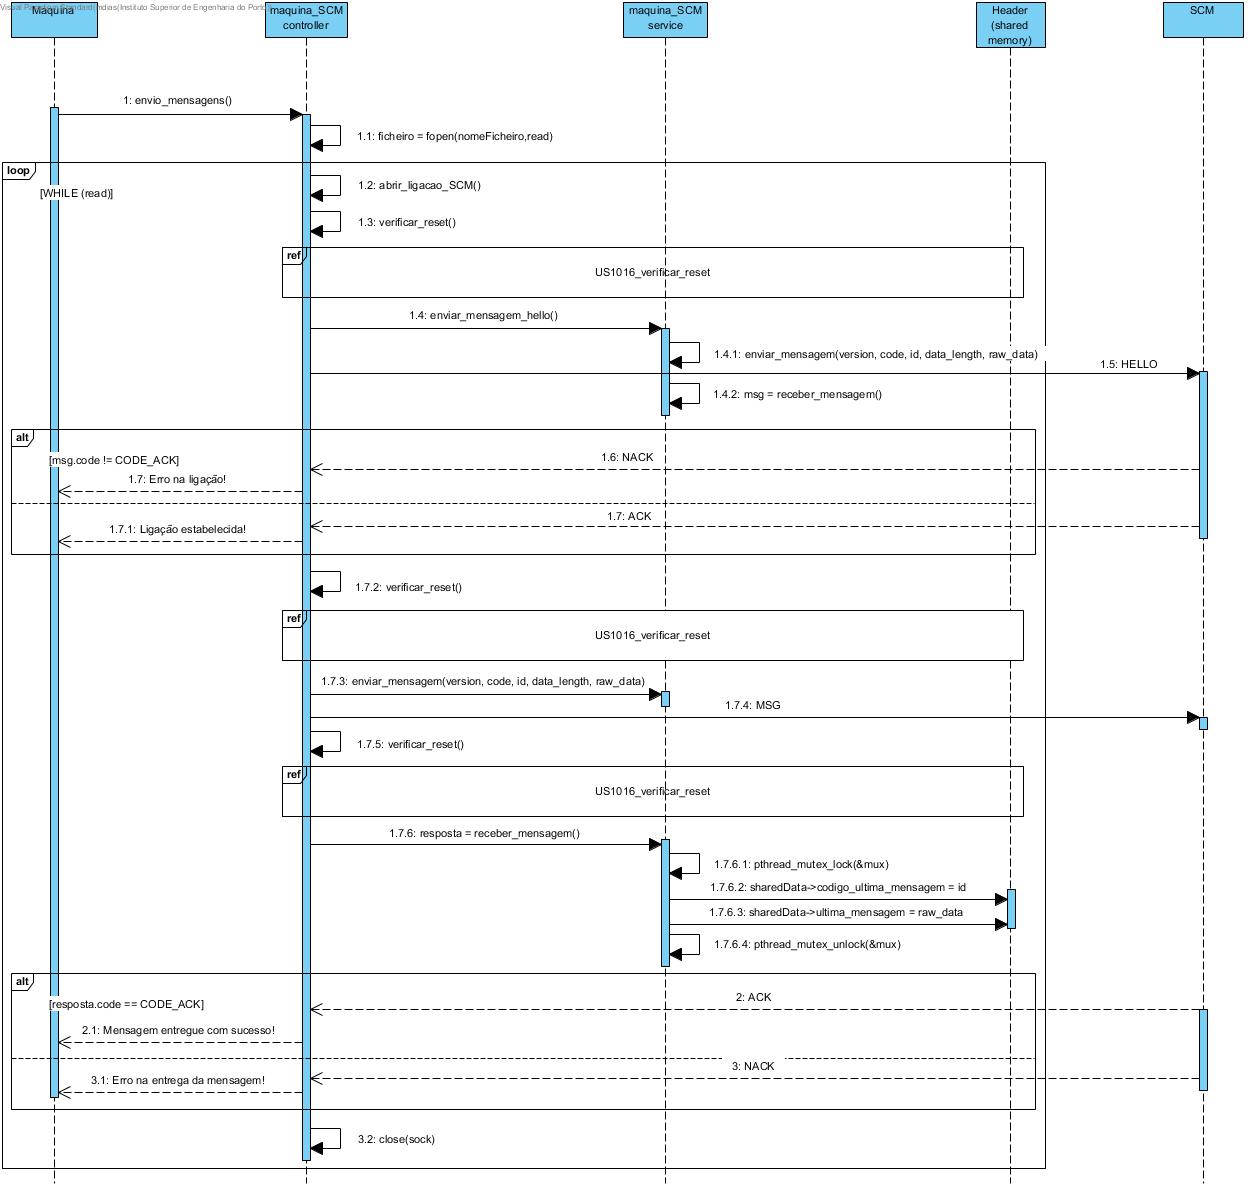 Visual Paradigm Standard(mdias(Instituto Superior de Engenharia do Porto
Maquina
maquina_SCM
controller
maquina_SCM
service
Header
(shared
memory)
SCM
1: envio_mensagens()
1.1: ficheiro = fopen(nomeFicheiro,read)
loop
[WHILE (read)]
1.2: abrir_ligacao_SCM()
1.3: verificar_reset()
ref
US1016_verificar_reset
1.4: enviar_mensagem_hello()
1.4.1: enviar_mensagem(version, code, id, data_length, raw_data)
1.5: HELLO
1.4.2: msg = receber_mensagem()
alt
[msg.code != CODE_ACK]
1.6: NACK
1.7: Erro na ligação!
1.7: ACK
1.7.1: Ligação estabelecida!
1.7.2: verificar_reset()
ref
US1016_verificar_reset
1.7.3: enviar_mensagem(version, code, id, data_length, raw_data)
1.7.4: MSG
1.7.5: verificar_reset()
ref
US1016_verificar_reset
1.7.6: resposta = receber_mensagem()
1.7.6.1: pthread_mutex_lock(&mux)
1.7.6.2: sharedData->codigo_ultima_mensagem = id
1.7.6.3: sharedData->ultima_mensagem = raw_data
1.7.6.4: pthread_mutex_unlock(&mux)
alt
[resposta.code == CODE_ACK]
2: ACK
2.1: Mensagem entregue com sucesso!
3: NACK
3.1: Erro na entrega da mensagem!
3.2: close(sock)